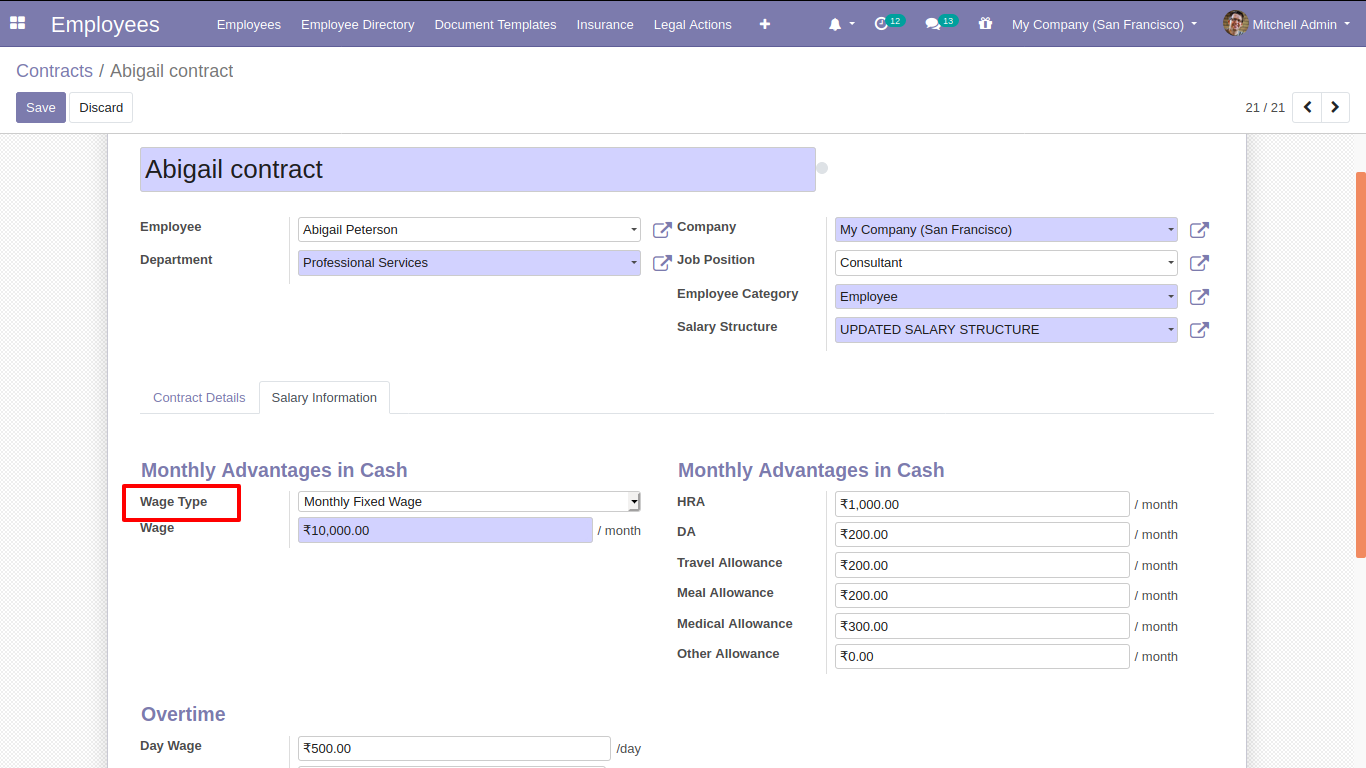 Employees Employees Employee Directory Document Templates Insurance Legal Actions + 12 13 My Company (San Francisco) Mitchell Admin
Contracts / Abigail contract
Save Discard 21 / 21
Abigail contract
Employee Abigail Peterson Company My Company (San Francisco)
Department Professional Services Job Position Consultant
Employee Category Employee
Salary Structure UPDATED SALARY STRUCTURE
Contract Details Salary Information
Monthly Advantages in Cash Monthly Advantages in Cash
Wage Type Monthly Fixed Wage HRA ₹1,000.00 / month
Wage ₹10,000.00 / month DA ₹200.00 / month
Travel Allowance ₹200.00 / month
Meal Allowance ₹200.00 / month
Medical Allowance ₹300.00 / month
Other Allowance ₹0.00 / month
Overtime
Day Wage ₹500.00 /day